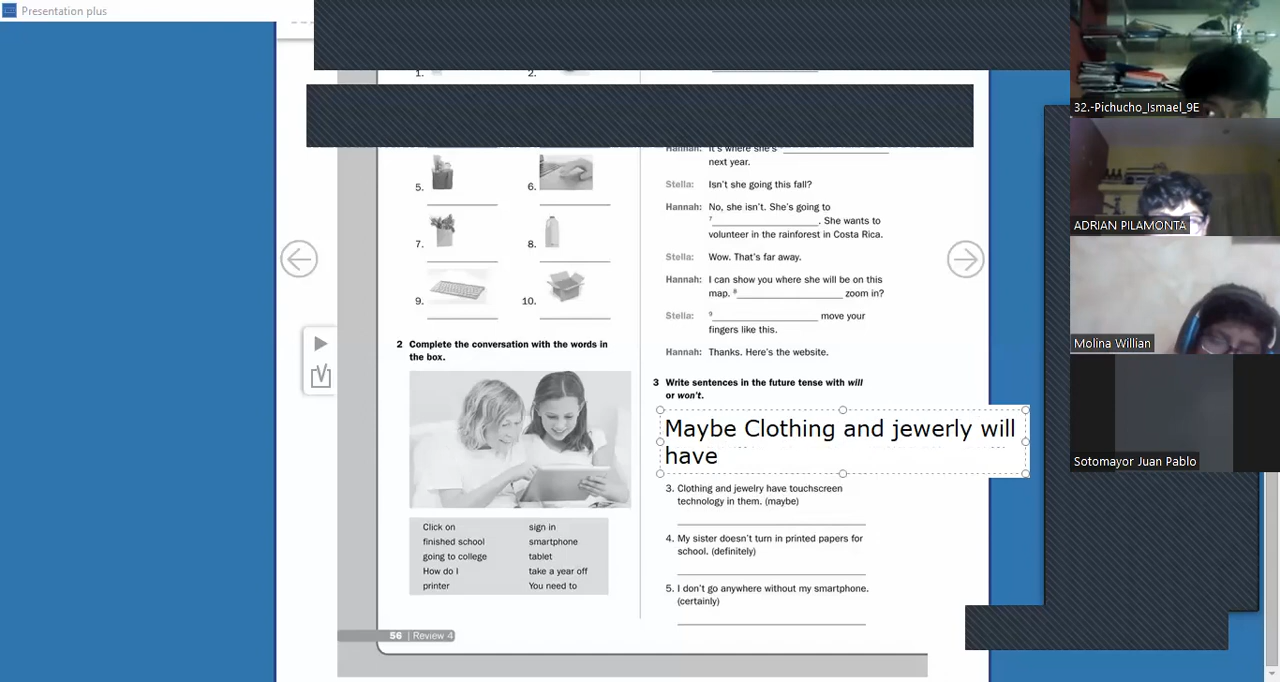 Presentation plus
1.
2.
5.
6.
7.
8.
9.
10.
2 Complete the conversation with the words in
the box.
Click on
finished school
going to college
How do I
printer
sign in
smartphone
tablet
take a year off
You need to
56 | Review 4
Hannah: It's where she's
next year.
Stella: Isn't she going this fall?
Hannah: No, she isn't. She's going to
7 . She wants to
volunteer in the rainforest in Costa Rica.
Stella: Wow. That's far away.
Hannah: I can show you where she will be on this
map. 8 zoom in?
Stella: 9 move your
fingers like this.
Hannah: Thanks. Here's the website.
3 Write sentences in the future tense with will
or won't.
Maybe Clothing and jewerly will
have
3. Clothing and jewelry have touchscreen
technology in them. (maybe)
4. My sister doesn't turn in printed papers for
school. (definitely)
5. I don't go anywhere without my smartphone.
(certainly)
32.-Pichucho_Ismael_9E
ADRIAN PILAMONTA
Molina Willian
Sotomayor Juan Pablo